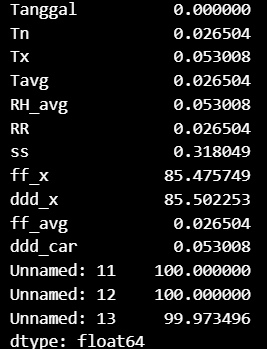 Tanggal 0.000000
Tn 0.026504
Tx 0.053008
Tavg 0.026504
RH_avg 0.053008
RR 0.026504
ss 0.318049
ff_x 85.475749
ddd_x 85.502253
ff_avg 0.026504
ddd_car 0.053008
Unnamed: 11 100.000000
Unnamed: 12 100.000000
Unnamed: 13 99.973496
dtype: float64